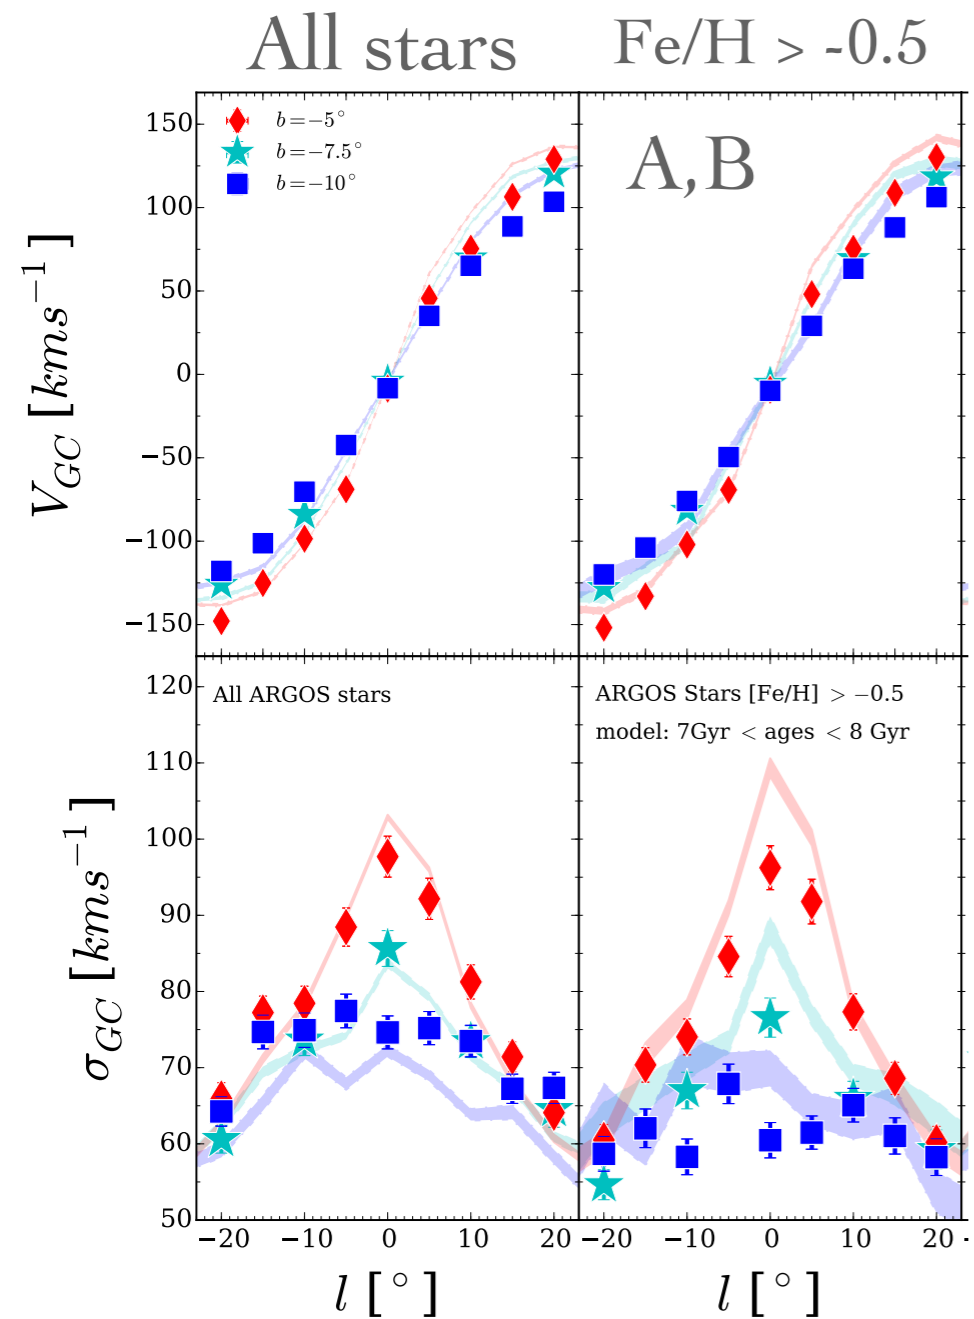 All stars
Fe/H > -0.5
b=−5°
b=−7.5°
b=−10°
A,B
150
100
50
0
−50
−100
−150
V_GC [kms⁻¹]
All ARGOS stars
ARGOS Stars [Fe/H] > −0.5
model: 7Gyr < ages < 8 Gyr
120
110
100
90
80
70
60
50
σ_GC [kms⁻¹]
−20 −10 0 10 20
−20 −10 0 10 20
l [°]
l [°]